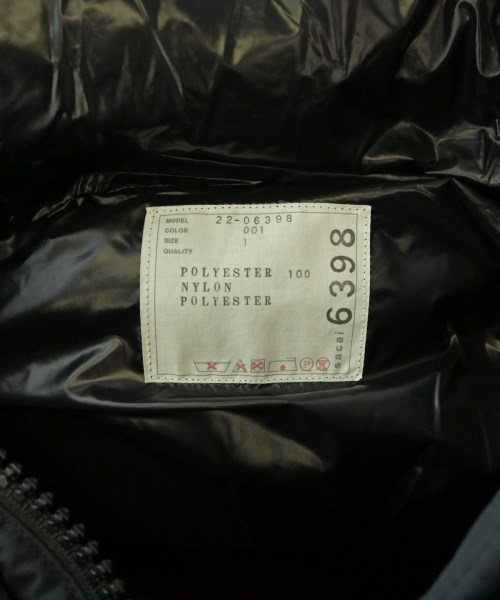 MODEL 22-06398
COLOR 001
SIZE 1
QUALITY
POLYESTER 100
NYLON
POLYESTER
sacai 6398
P